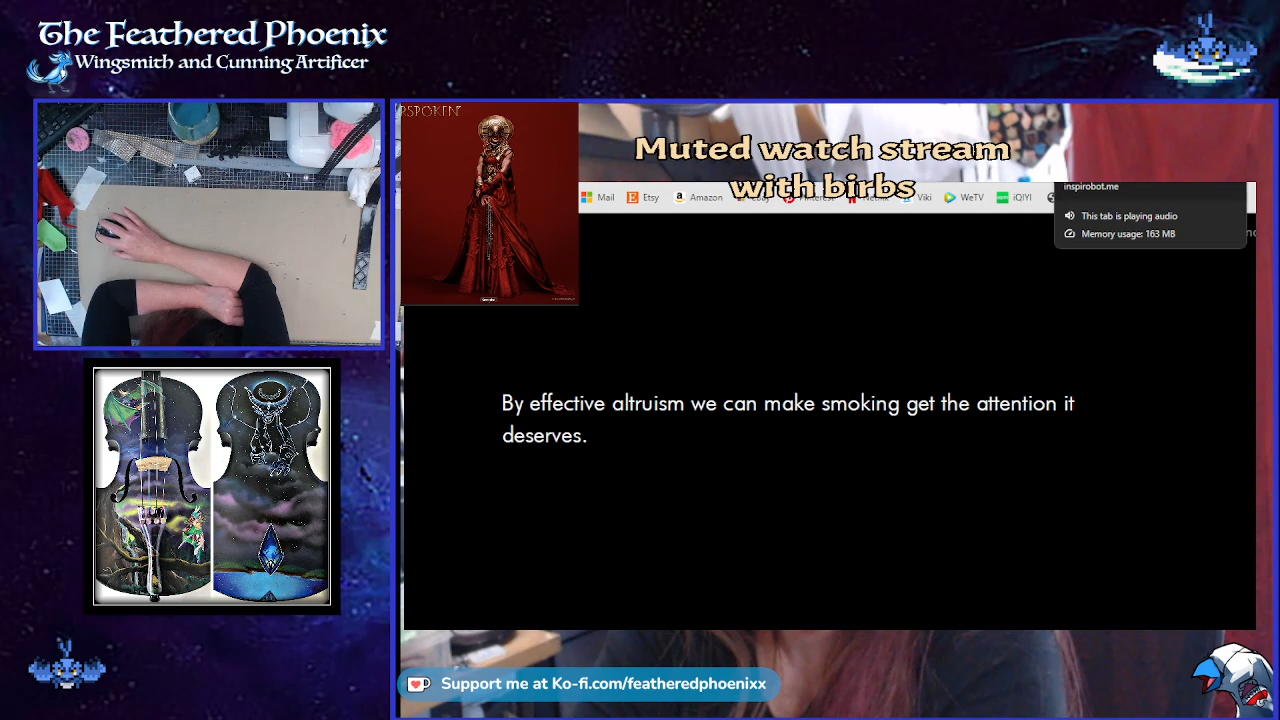 The Feathered Phoenix
Wingsmith and Cunning Artificer
RSPOKEN
Muted watch stream
with birbs
Mail Etsy Amazon Viki WeTV iQIYI
inspirobot.me
This tab is playing audio
Memory usage: 163 MB
By effective altruism we can make smoking get the attention it
deserves.
Support me at Ko-fi.com/featheredphoenixx